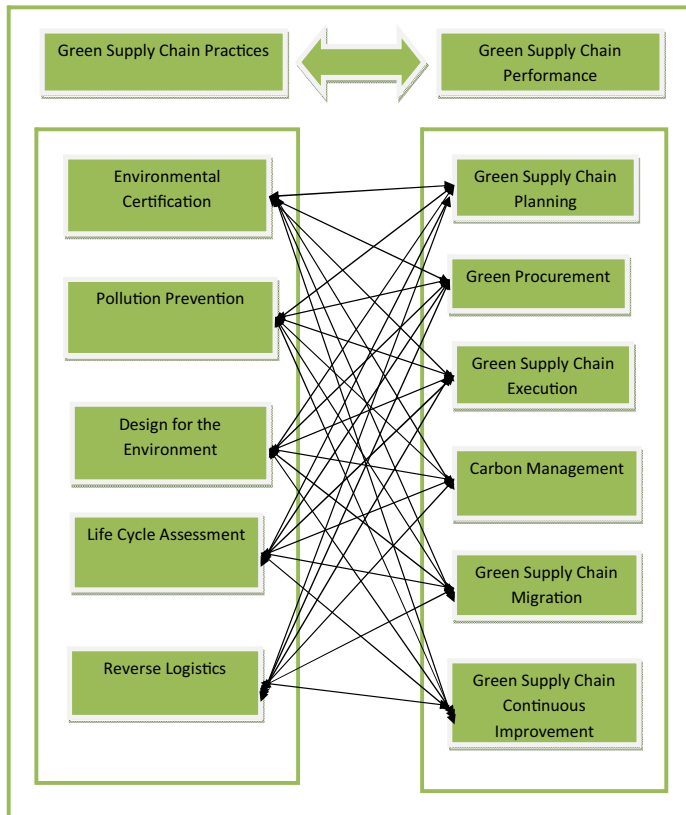 Green Supply Chain Practices
Green Supply Chain
Performance
Environmental
Certification
Pollution Prevention
Design for the
Environment
Life Cycle Assessment
Reverse Logistics
Green Supply Chain
Planning
Green Procurement
Green Supply Chain
Execution
Carbon Management
Green Supply Chain
Migration
Green Supply Chain
Continuous
Improvement